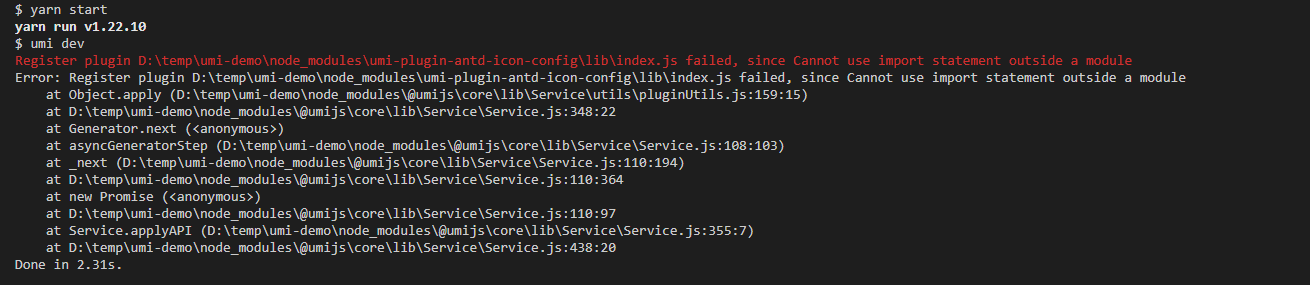 $ yarn start
yarn run v1.22.10
$ umi dev
Register plugin D:\temp\umi-demo\node_modules\umi-plugin-antd-icon-config\lib\index.js failed, since Cannot use import statement outside a module
Error: Register plugin D:\temp\umi-demo\node_modules\umi-plugin-antd-icon-config\lib\index.js failed, since Cannot use import statement outside a module
    at Object.apply (D:\temp\umi-demo\node_modules\@umijs\core\lib\Service\utils\pluginUtils.js:159:15)
    at D:\temp\umi-demo\node_modules\@umijs\core\lib\Service\Service.js:348:22
    at Generator.next (<anonymous>)
    at asyncGeneratorStep (D:\temp\umi-demo\node_modules\@umijs\core\lib\Service\Service.js:108:103)
    at _next (D:\temp\umi-demo\node_modules\@umijs\core\lib\Service\Service.js:110:194)
    at D:\temp\umi-demo\node_modules\@umijs\core\lib\Service\Service.js:110:364
    at new Promise (<anonymous>)
    at D:\temp\umi-demo\node_modules\@umijs\core\lib\Service\Service.js:110:97
    at Service.applyAPI (D:\temp\umi-demo\node_modules\@umijs\core\lib\Service\Service.js:355:7)
    at D:\temp\umi-demo\node_modules\@umijs\core\lib\Service\Service.js:438:20
Done in 2.31s.